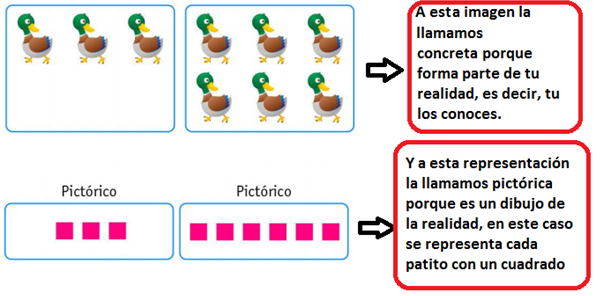 A esta imagen la
llamamos
concreta porque
forma parte de tu
realidad, es decir, tu
los conoces.
Pictórico
Pictórico
Y a esta representación
la llamamos pictórica
porque es un dibujo de
la realidad, en este caso
se representa cada
patito con un cuadrado